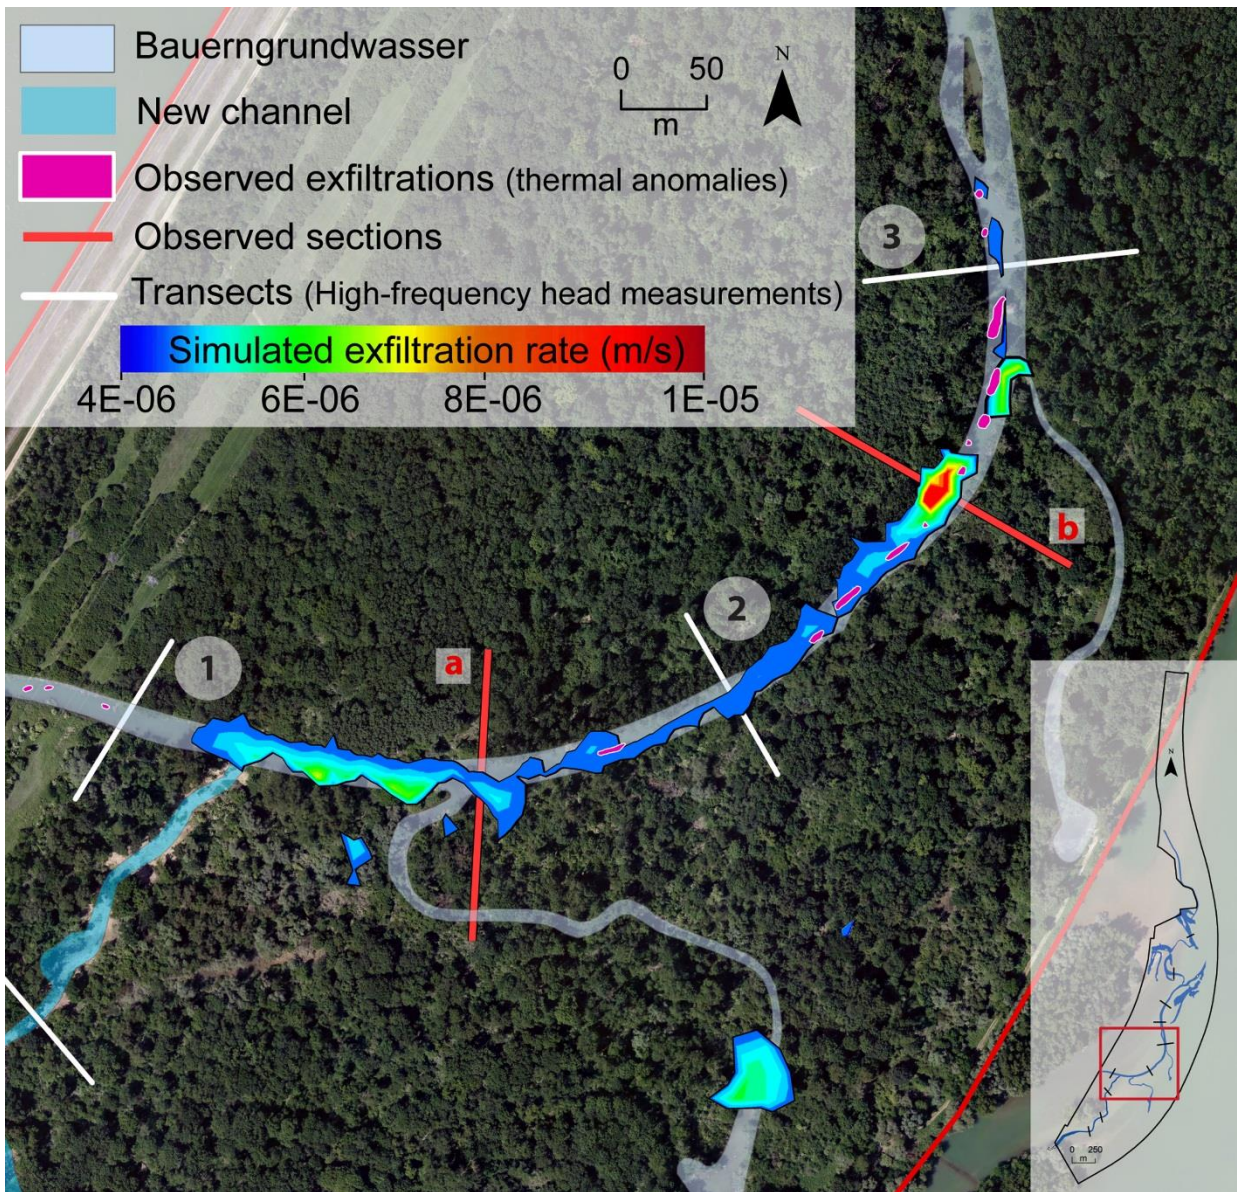 Bauerngrundwasser
New channel
Observed exfiltrations (thermal anomalies)
Observed sections
Transects (High-frequency head measurements)
Simulated exfiltration rate (m/s)
4E-06 6E-06 8E-06 1E-05
0 50
m
N
3
b
2
a
1
N
0 250
m